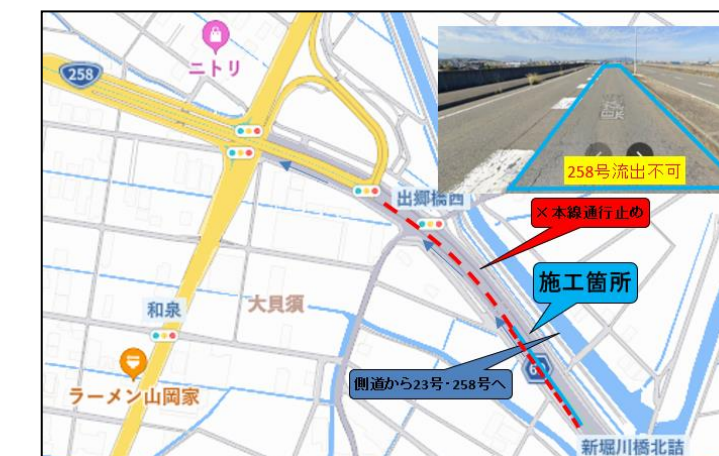 258
ニトリ
258号流出不可
出郷橋西
×本線通行止め
施工箇所
和泉
大貝須
側道から23号・258号へ
ラーメン山岡家
新堀川橋北詰